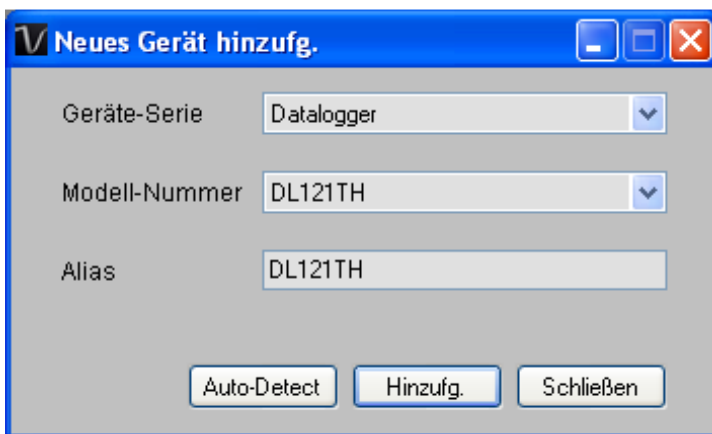 Neues Gerät hinzufg.
Geräte-Serie Datalogger
Modell-Nummer DL121TH
Alias DL121TH
Auto-Detect Hinzufg. Schließen